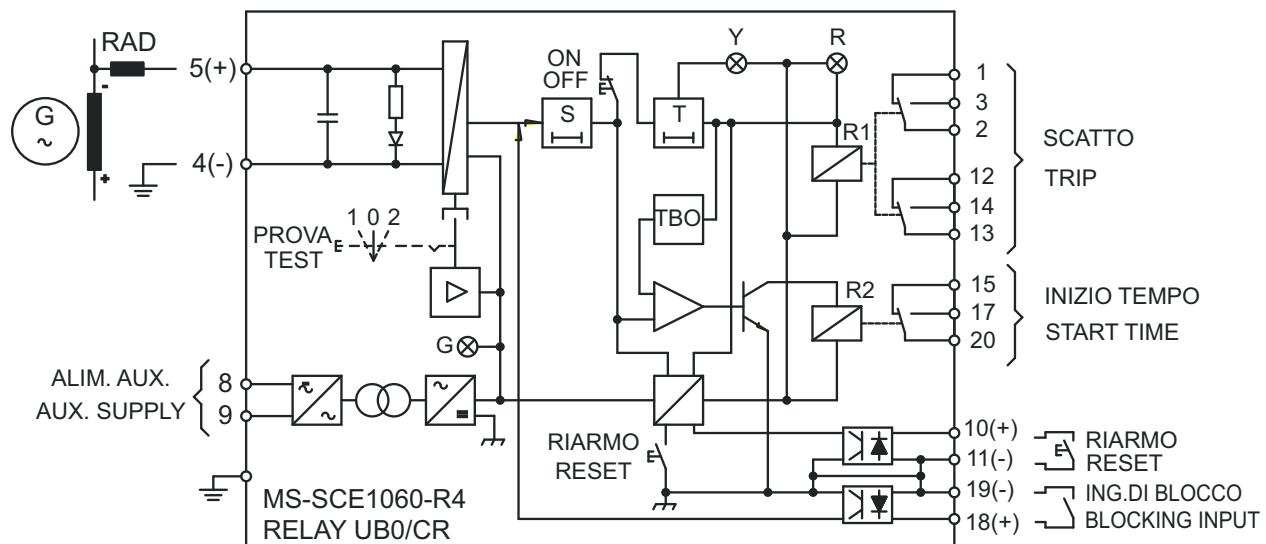 RAD
5(+)
-
G
~
4(-)
+
ON
OFF
Y
R
S
T
R1
1
3
2
SCATTO
TRIP
12
14
13
1 0 2
PROVA
TEST
TBO
R2
15
17
20
INIZIO TEMPO
START TIME
G
ALIM. AUX.
AUX. SUPPLY
8
9
~
~
=
RIARMO
RESET
10(+)
11(-)
RIARMO
RESET
19(-)
18(+)
ING.DI BLOCCO
BLOCKING INPUT
MS-SCE1060-R4
RELAY UB0/CR